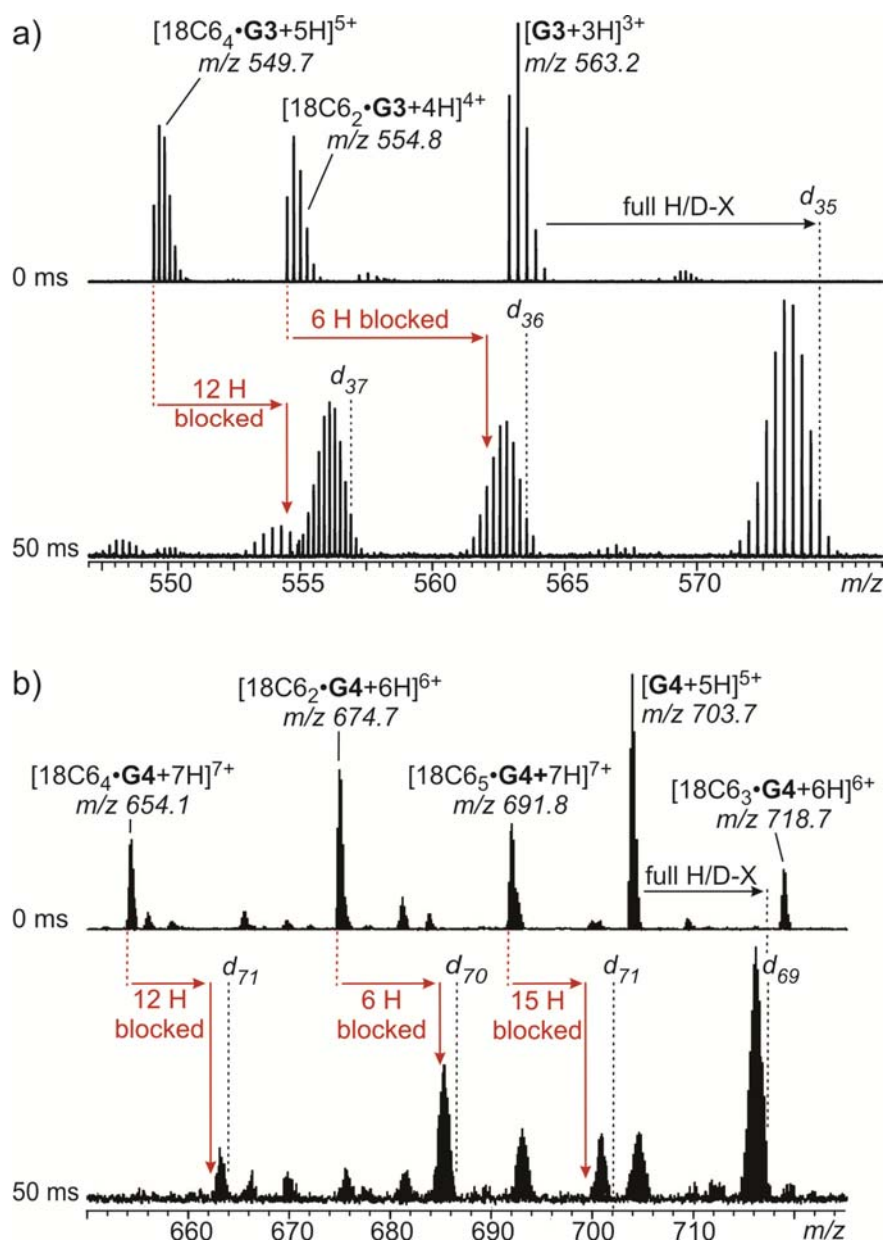 a)
[18C6₄•G3+5H]⁵⁺
m/z 549.7
[18C6₂•G3+4H]⁴⁺
m/z 554.8
[G3+3H]³⁺
m/z 563.2
full H/D-X
d₃₅
0 ms
6 H blocked
d₃₆
12 H
blocked
d₃₇
50 ms
550 555 560 565 570 m/z
b)
[18C6₂•G4+6H]⁶⁺
m/z 674.7
[G4+5H]⁵⁺
m/z 703.7
[18C6₄•G4+7H]⁷⁺
m/z 654.1
[18C6₅•G4+7H]⁷⁺
m/z 691.8
[18C6₃•G4+6H]⁶⁺
m/z 718.7
full H/D-X
0 ms
d₇₁ d₇₀ d₇₁ d₆₉
12 H
blocked
6 H
blocked
15 H
blocked
50 ms
660 670 680 690 700 710 m/z